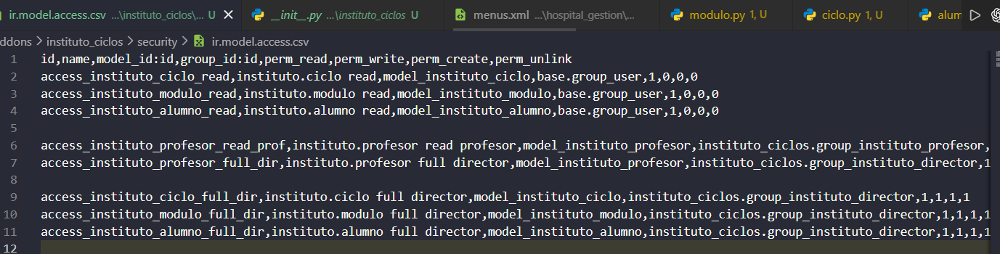 ir.model.access.csv ...\instituto_ciclos\... U
__init__.py ...\instituto_ciclos U
menus.xml ...\hospital_gestion\...
modulo.py 1, U
ciclo.py 1, U
alum
ddons > instituto_ciclos > security > ir.model.access.csv
1 id,name,model_id:id,group_id:id,perm_read,perm_write,perm_create,perm_unlink
2 access_instituto_ciclo_read,instituto.ciclo read,model_instituto_ciclo,base.group_user,1,0,0,0
3 access_instituto_modulo_read,instituto.modulo read,model_instituto_modulo,base.group_user,1,0,0,0
4 access_instituto_alumno_read,instituto.alumno read,model_instituto_alumno,base.group_user,1,0,0,0
5
6 access_instituto_profesor_read_prof,instituto.profesor read profesor,model_instituto_profesor,instituto_ciclos.group_instituto_profesor,
7 access_instituto_profesor_full_dir,instituto.profesor full director,model_instituto_profesor,instituto_ciclos.group_instituto_director,1
8
9 access_instituto_ciclo_full_dir,instituto.ciclo full director,model_instituto_ciclo,instituto_ciclos.group_instituto_director,1,1,1,1
10 access_instituto_modulo_full_dir,instituto.modulo full director,model_instituto_modulo,instituto_ciclos.group_instituto_director,1,1,1,1
11 access_instituto_alumno_full_dir,instituto.alumno full director,model_instituto_alumno,instituto_ciclos.group_instituto_director,1,1,1,1
12